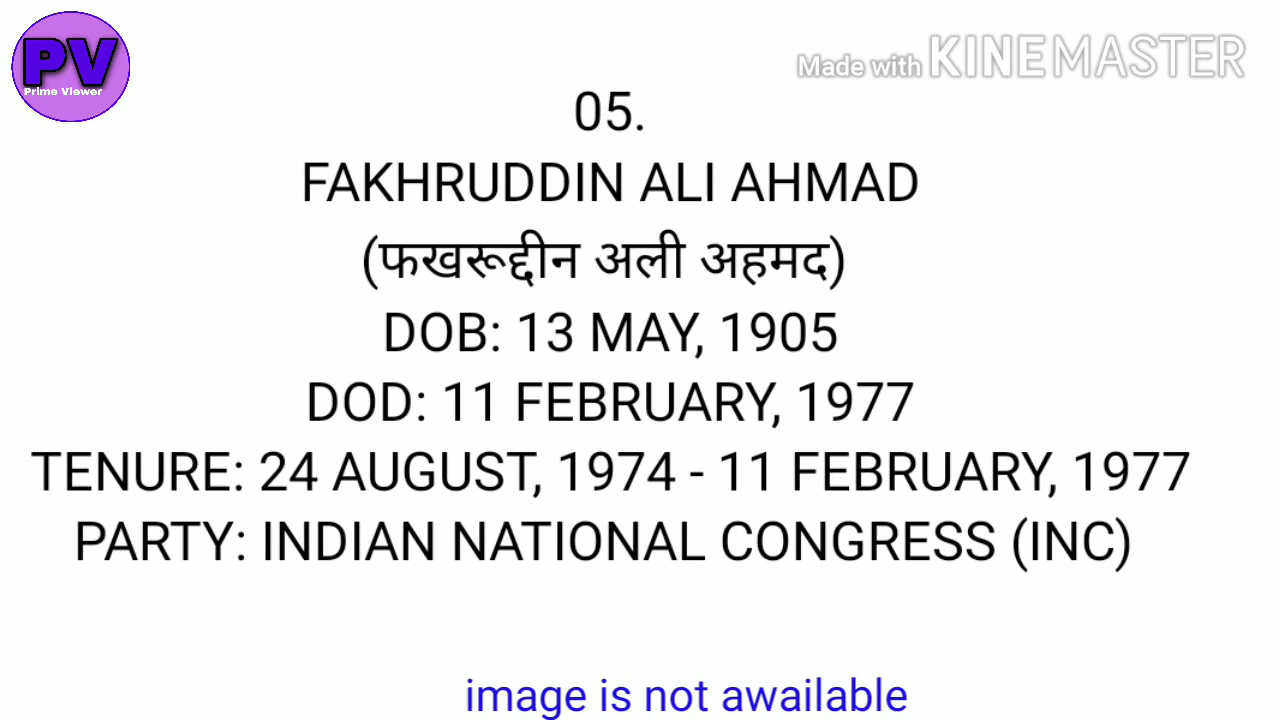 PV
Prime Viewer
Made with KINEMASTER
05.
FAKHRUDDIN ALI AHMAD
(फखरूद्दीन अली अहमद)
DOB: 13 MAY, 1905
DOD: 11 FEBRUARY, 1977
TENURE: 24 AUGUST, 1974 - 11 FEBRUARY, 1977
PARTY: INDIAN NATIONAL CONGRESS (INC)
image is not awailable